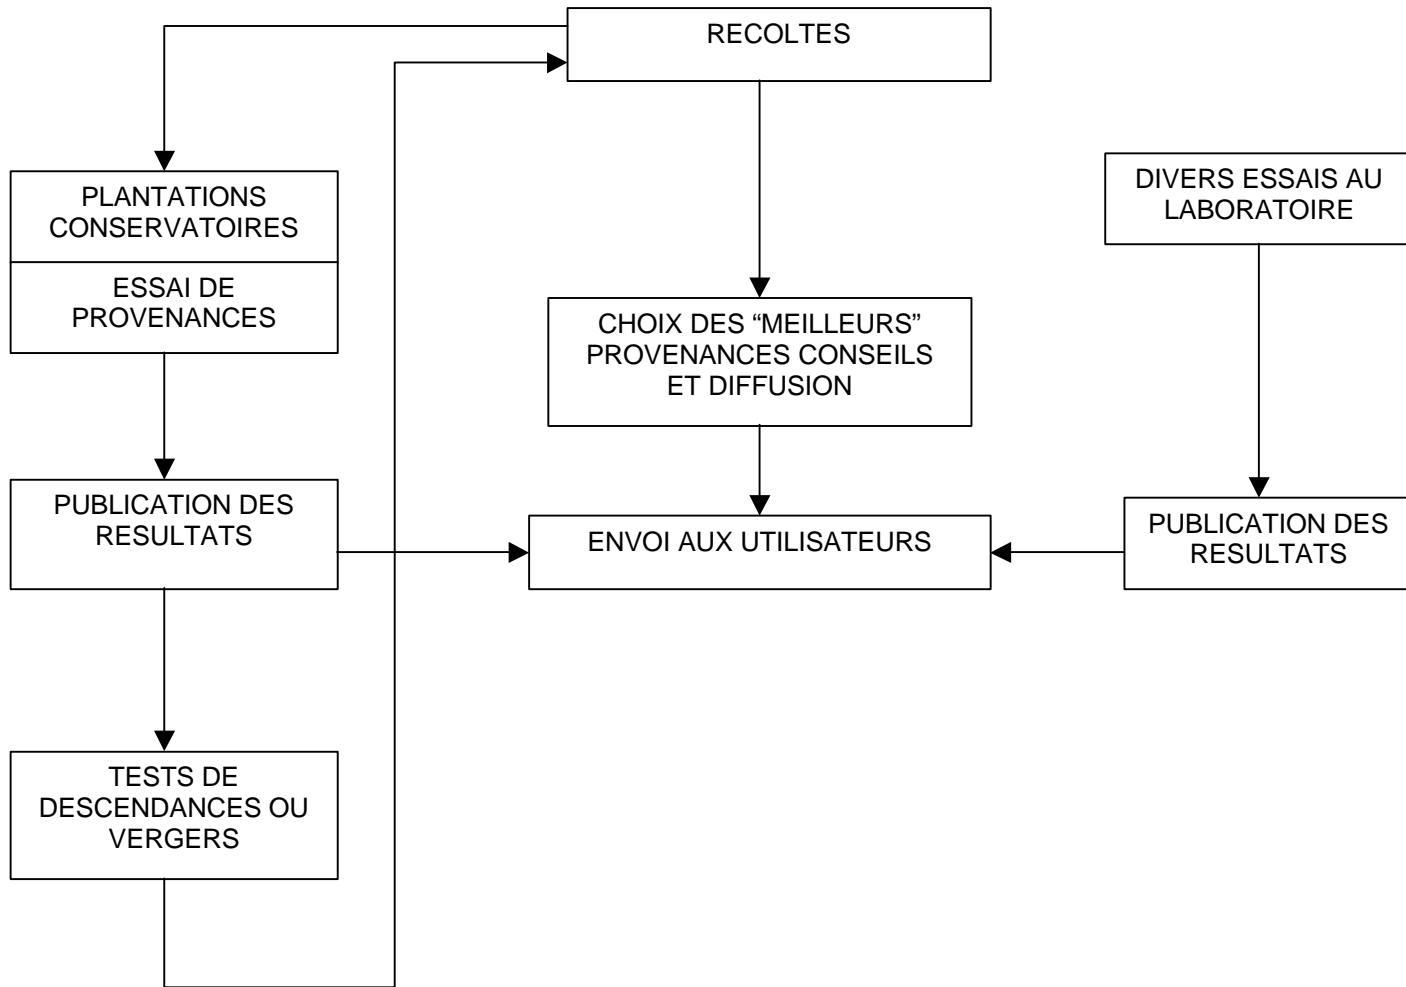 RECOLTES
PLANTATIONS
CONSERVATOIRES
ESSAI DE
PROVENANCES
DIVERS ESSAIS AU
LABORATOIRE
CHOIX DES “MEILLEURS”
PROVENANCES CONSEILS
ET DIFFUSION
PUBLICATION DES
RESULTATS
ENVOI AUX UTILISATEURS
PUBLICATION DES
RESULTATS
TESTS DE
DESCENDANCES OU
VERGERS